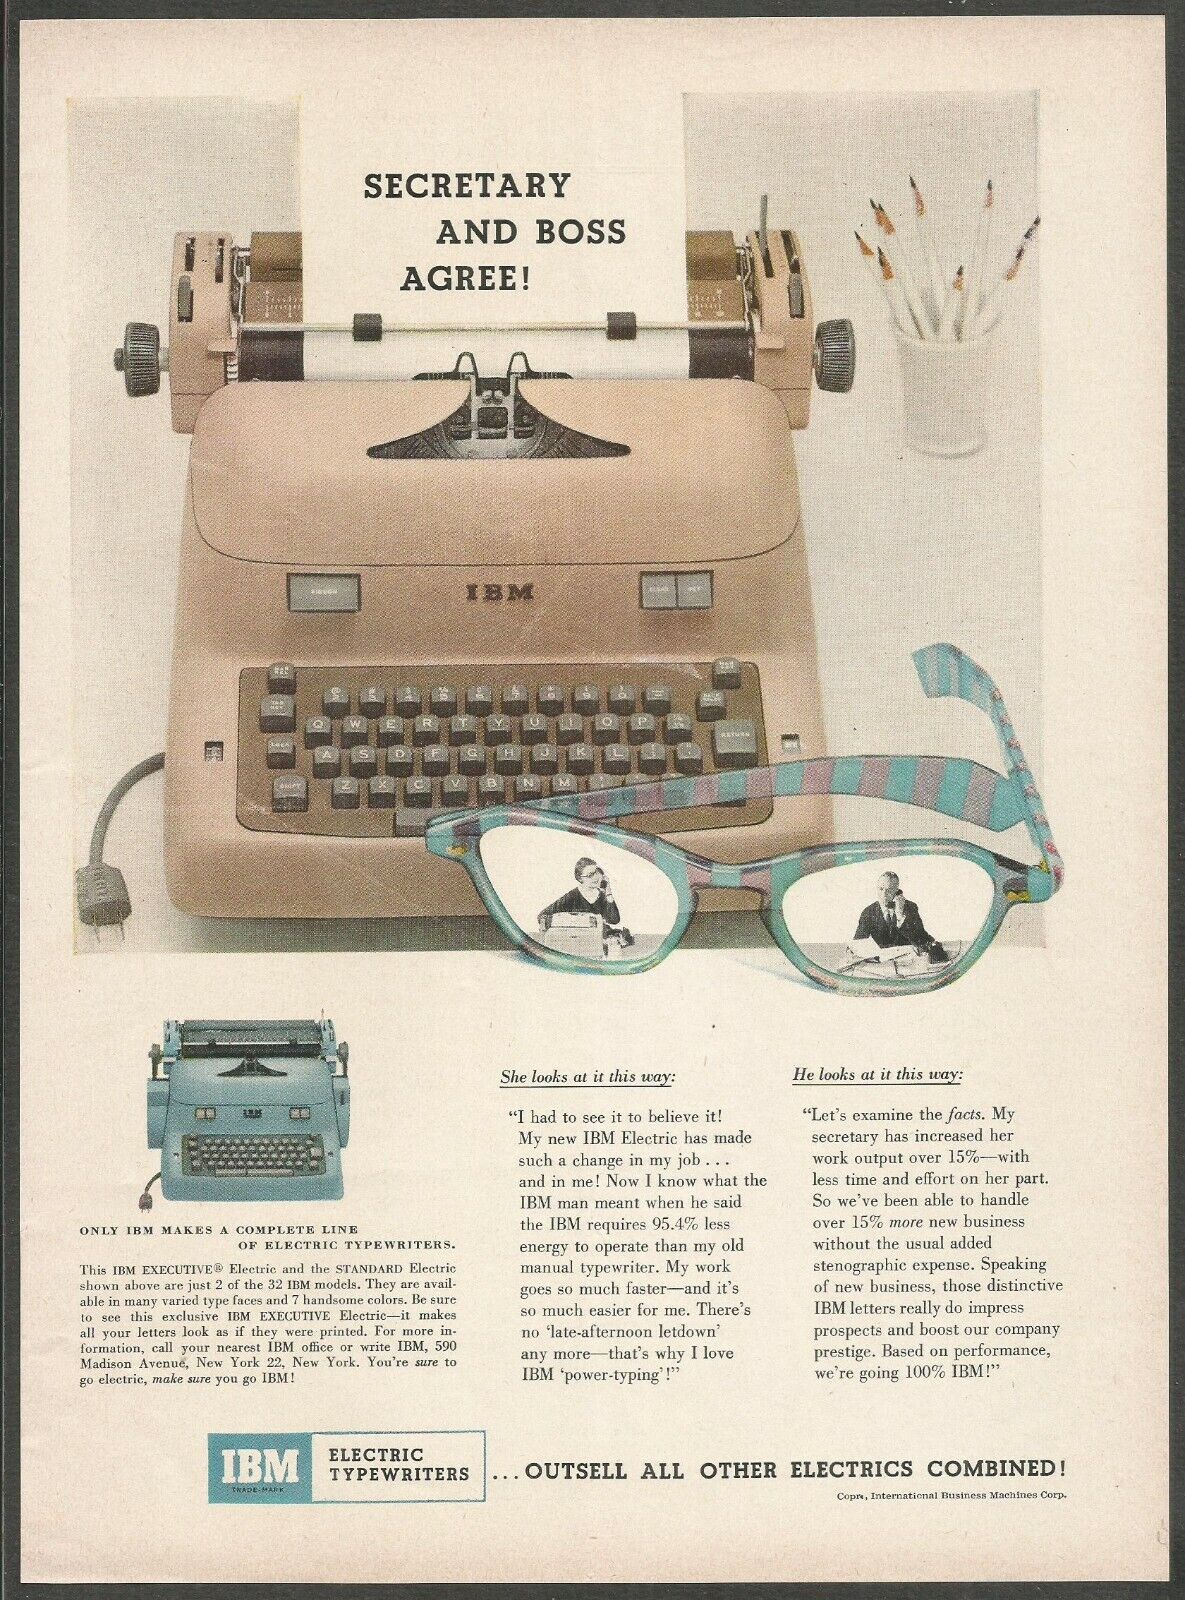 SECRETARY
AND BOSS
AGREE!
IBM
Q W E R T Y U I O P
RETURN
A S D F G H J K L
SHIFT
Z X C V B N M
IBM
ONLY IBM MAKES A COMPLETE LINE
OF ELECTRIC TYPEWRITERS.
This IBM EXECUTIVE® Electric and the STANDARD Electric
shown above are just 2 of the 32 IBM models. They are avail-
able in many varied type faces and 7 handsome colors. Be sure
to see this exclusive IBM EXECUTIVE Electric—it makes
all your letters look as if they were printed. For more in-
formation, call your nearest IBM office or write IBM, 590
Madison Avenue, New York 22, New York. You're sure to
go electric, make sure you go IBM!
She looks at it this way:
“I had to see it to believe it!
My new IBM Electric has made
such a change in my job . . .
and in me! Now I know what the
IBM man meant when he said
the IBM requires 95.4% less
energy to operate than my old
manual typewriter. My work
goes so much faster—and it's
so much easier for me. There's
no ‘late-afternoon letdown’
any more—that's why I love
IBM ‘power-typing’!”
He looks at it this way:
“Let's examine the facts. My
secretary has increased her
work output over 15%—with
less time and effort on her part.
So we've been able to handle
over 15% more new business
without the usual added
stenographic expense. Speaking
of new business, those distinctive
IBM letters really do impress
prospects and boost our company
prestige. Based on performance,
we're going 100% IBM!”
IBM
TRADE-MARK
ELECTRIC
TYPEWRITERS
...OUTSELL ALL OTHER ELECTRICS COMBINED!
Copr., International Business Machines Corp.